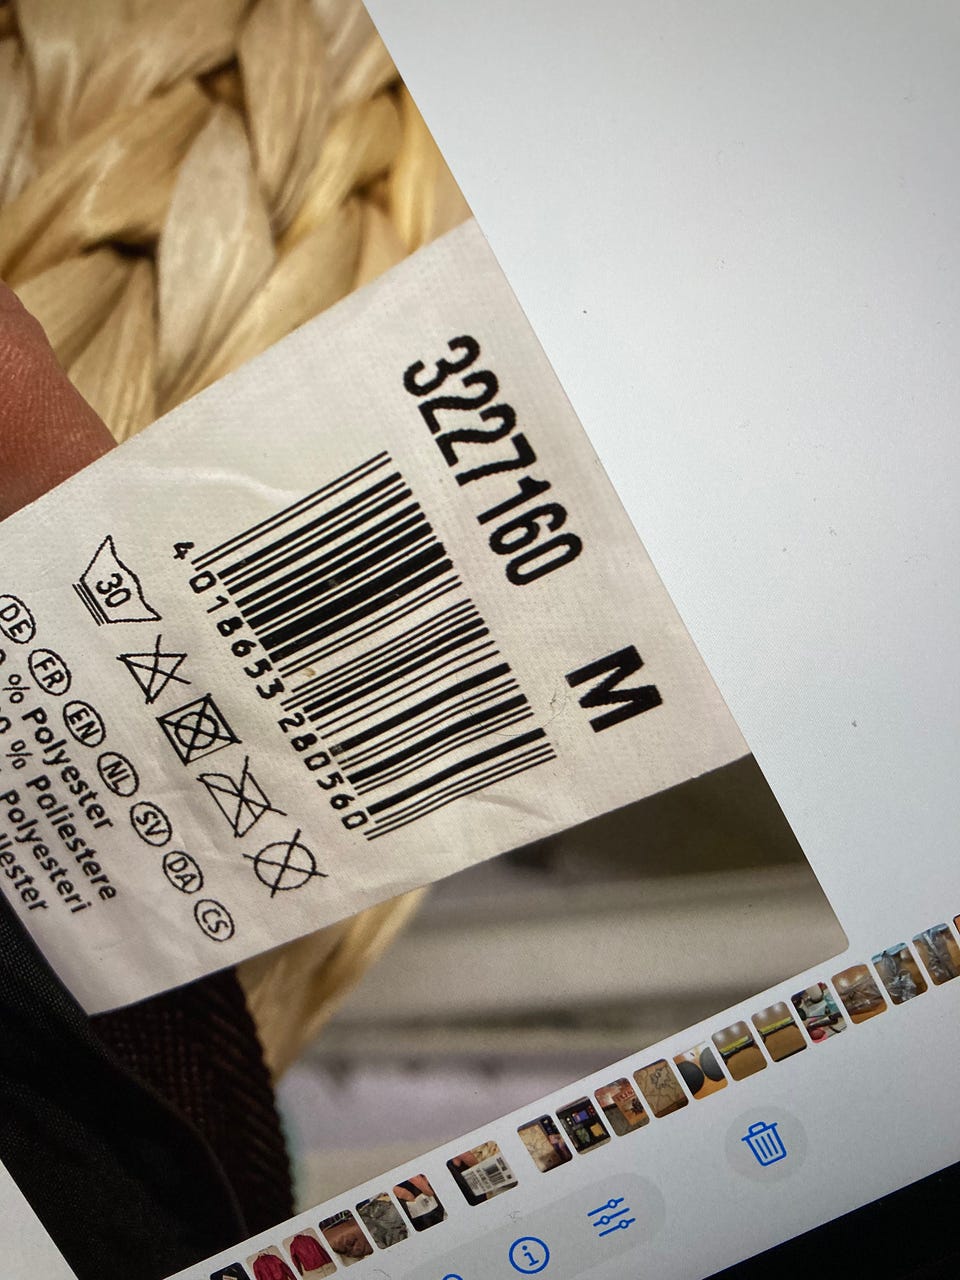 3227160
M
4 018653 280560
30
DE FR EN NL SV DA CS
% Polyester
% Poliestere
Polyesteri